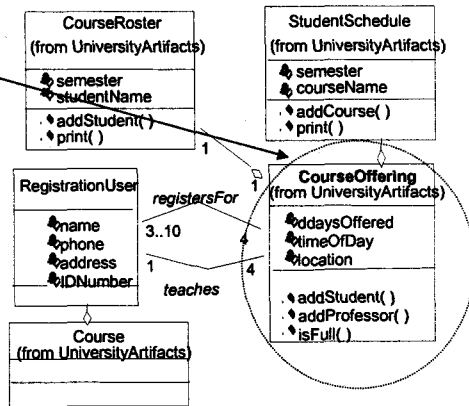 CourseRoster
(from UniversityArtifacts)
semester
studentName
addStudent()
print( )
StudentSchedule
(from UniversityArtifacts)
semester
courseName
addCourse( )
print( )
1
1
RegistrationUser
name
phone
address
IDNumber
registersFor
3..10
4
1
4
teaches
CourseOffering
(from UniversityArtifacts)
ddaysOffered
timeOfDay
location
addStudent( )
addProfessor( )
isFull( )
Course
(from UniversityArtifacts)